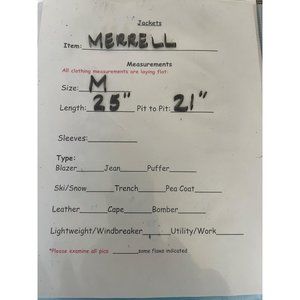 Jackets
Item: MERRELL
Measurements
All clothing measurements are laying flat:
Size: M
Length: 25" Pit to Pit: 21"
Sleeves:
Type:
Blazer Jean Puffer
Ski/Snow Trench Pea Coat
Leather Cape Bomber
Lightweight/Windbreaker Utility/Work
*Please examine all pics some flaws indicated